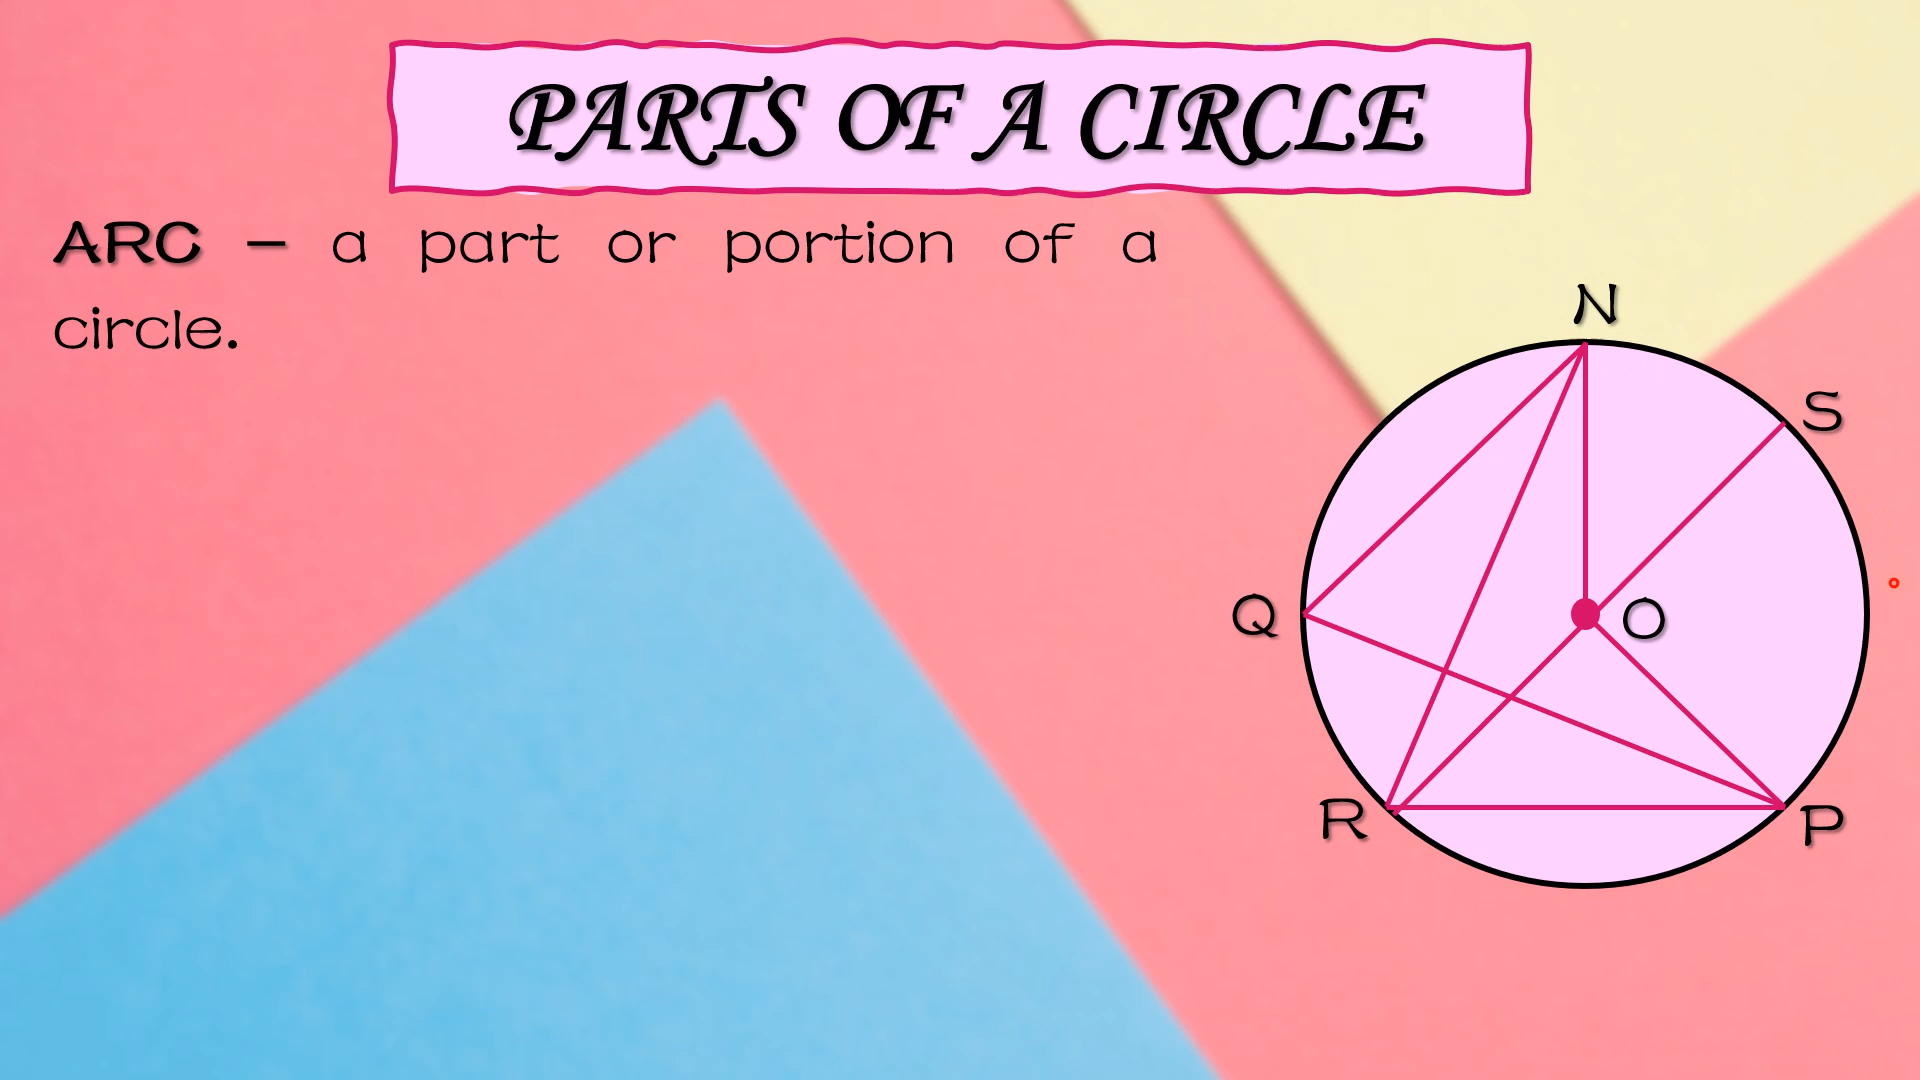 PARTS OF A CIRCLE
ARC – a part or portion of a
circle.
N
S
Q
O
R
P